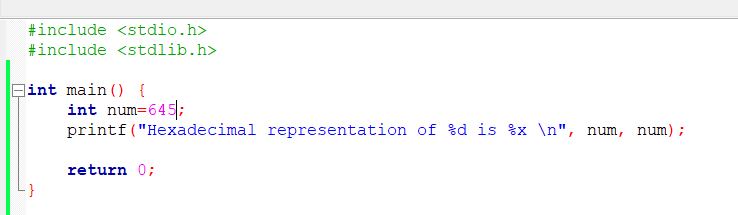 #include <stdio.h>
#include <stdlib.h>
int main() {
int num=645;
printf("Hexadecimal representation of %d is %x \n", num, num);
return 0;
}